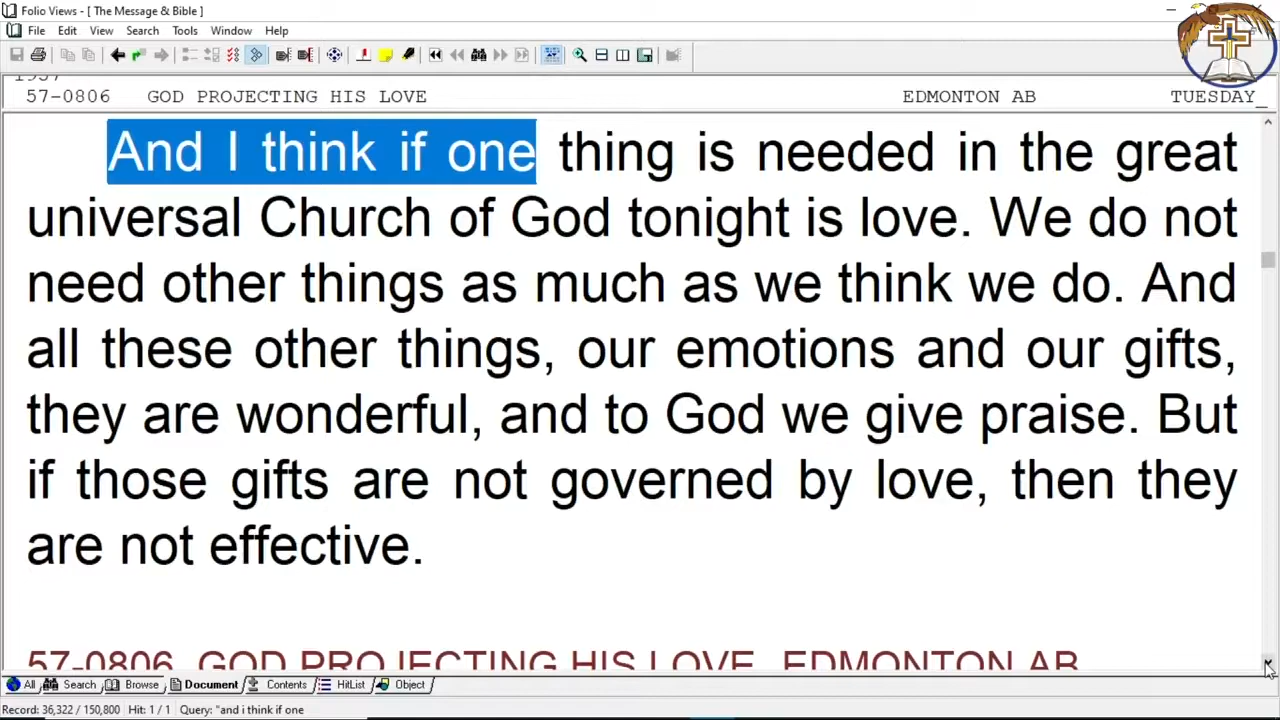 Folio Views - [ The Message & Bible ]
File Edit View Search Tools Window Help
1957
57-0806 GOD PROJECTING HIS LOVE EDMONTON AB TUESDAY_
And I think if one thing is needed in the great
universal Church of God tonight is love. We do not
need other things as much as we think we do. And
all these other things, our emotions and our gifts,
they are wonderful, and to God we give praise. But
if those gifts are not governed by love, then they
are not effective.
57-0806 GOD PROJECTING HIS LOVE EDMONTON AB
All Search Browse Document Contents HitList Object
Record: 36,322 / 150,800 Hit: 1 / 1 Query: "and i think if one